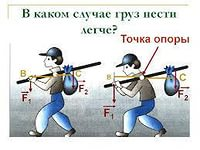 В каком случае груз нести
легче?
Точка опоры
В С В С
F₁ F₂ F₁ F₂